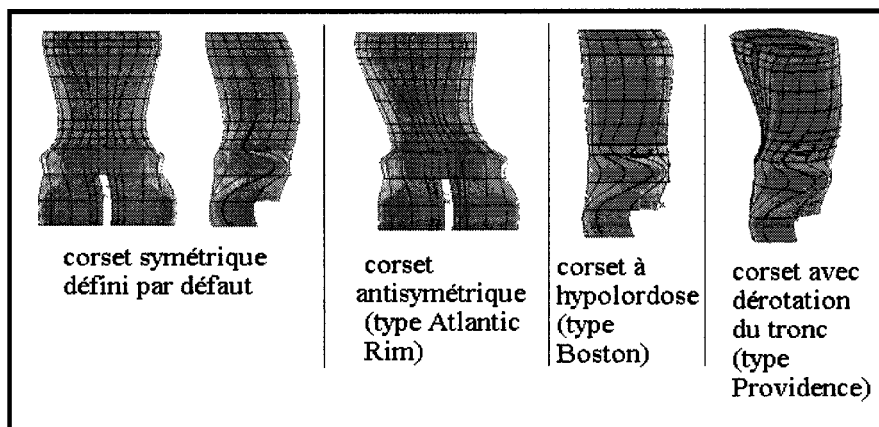 corset symétrique
défini par défaut
corset
antisymétrique
(type Atlantic
Rim)
corset à
hypolordose
(type
Boston)
corset avec
dérotation
du tronc
(type
Providence)